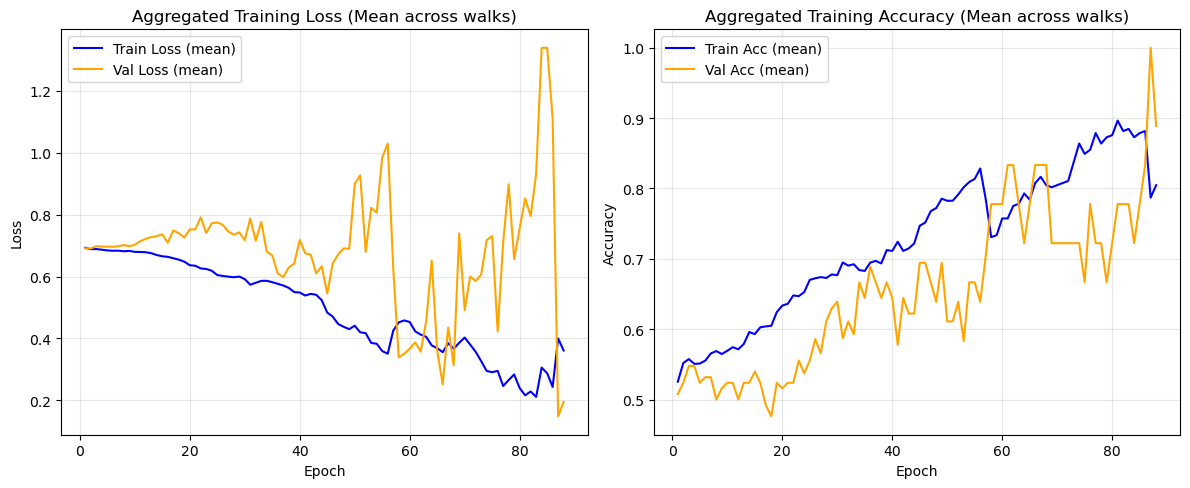 Aggregated Training Loss (Mean across walks)
Train Loss (mean)
Val Loss (mean)
1.2
1.0
0.8
0.6
0.4
0.2
Loss
0 20 40 60 80
Epoch
Aggregated Training Accuracy (Mean across walks)
Train Acc (mean)
Val Acc (mean)
1.0
0.9
0.8
0.7
0.6
0.5
Accuracy
0 20 40 60 80
Epoch